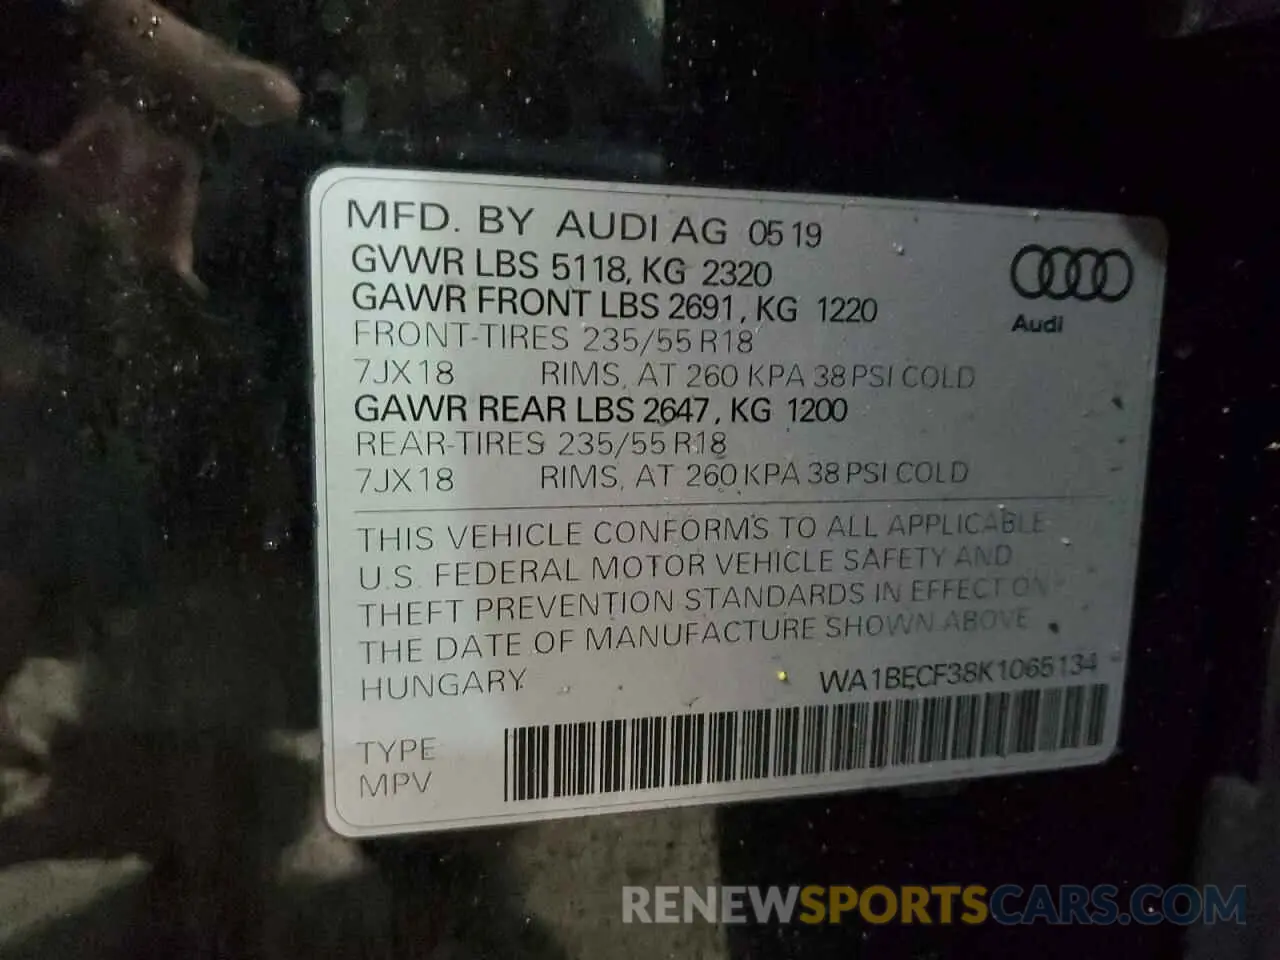 MFD. BY AUDI AG 0519
GVWR LBS 5118, KG 2320
GAWR FRONT LBS 2691, KG 1220
FRONT-TIRES 235/55 R18
7JX18 RIMS, AT 260 KPA 38 PSI COLD
GAWR REAR LBS 2647, KG 1200
REAR-TIRES 235/55 R18
7JX18 RIMS, AT 260 KPA 38 PSI COLD
Audi
THIS VEHICLE CONFORMS TO ALL APPLICABLE
U.S. FEDERAL MOTOR VEHICLE SAFETY AND
THEFT PREVENTION STANDARDS IN EFFECT ON
THE DATE OF MANUFACTURE SHOWN ABOVE
HUNGARY WA1BECF38K1065134
TYPE
MPV
RENEWSPORTSCARS.COM